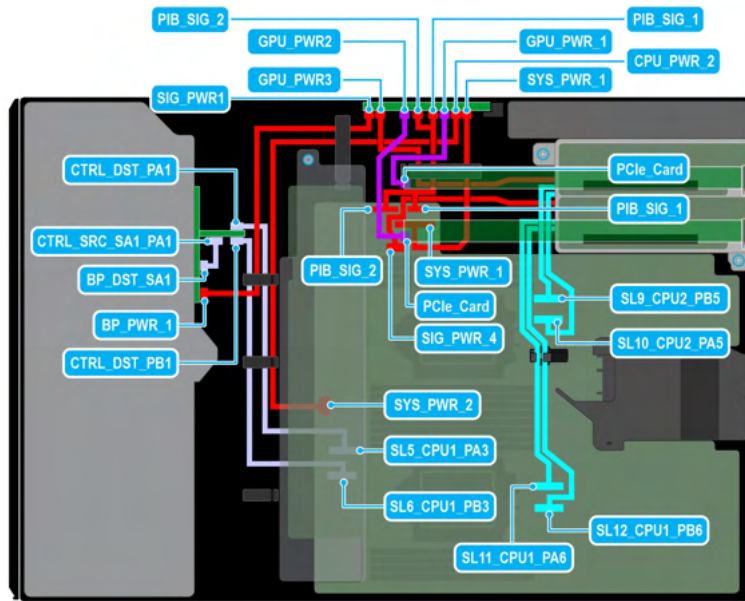 PIB_SIG_2
PIB_SIG_1
GPU_PWR2
GPU_PWR_1
CPU_PWR_2
GPU_PWR3
SYS_PWR_1
SIG_PWR1
CTRL_DST_PA1
PCIe_Card
PIB_SIG_1
CTRL_SRC_SA1_PA1
PIB_SIG_2
SYS_PWR_1
BP_DST_SA1
PCIe_Card
SL9_CPU2_PB5
BP_PWR_1
SIG_PWR_4
SL10_CPU2_PA5
CTRL_DST_PB1
SYS_PWR_2
SL5_CPU1_PA3
SL6_CPU1_PB3
SL12_CPU1_PB6
SL11_CPU1_PA6